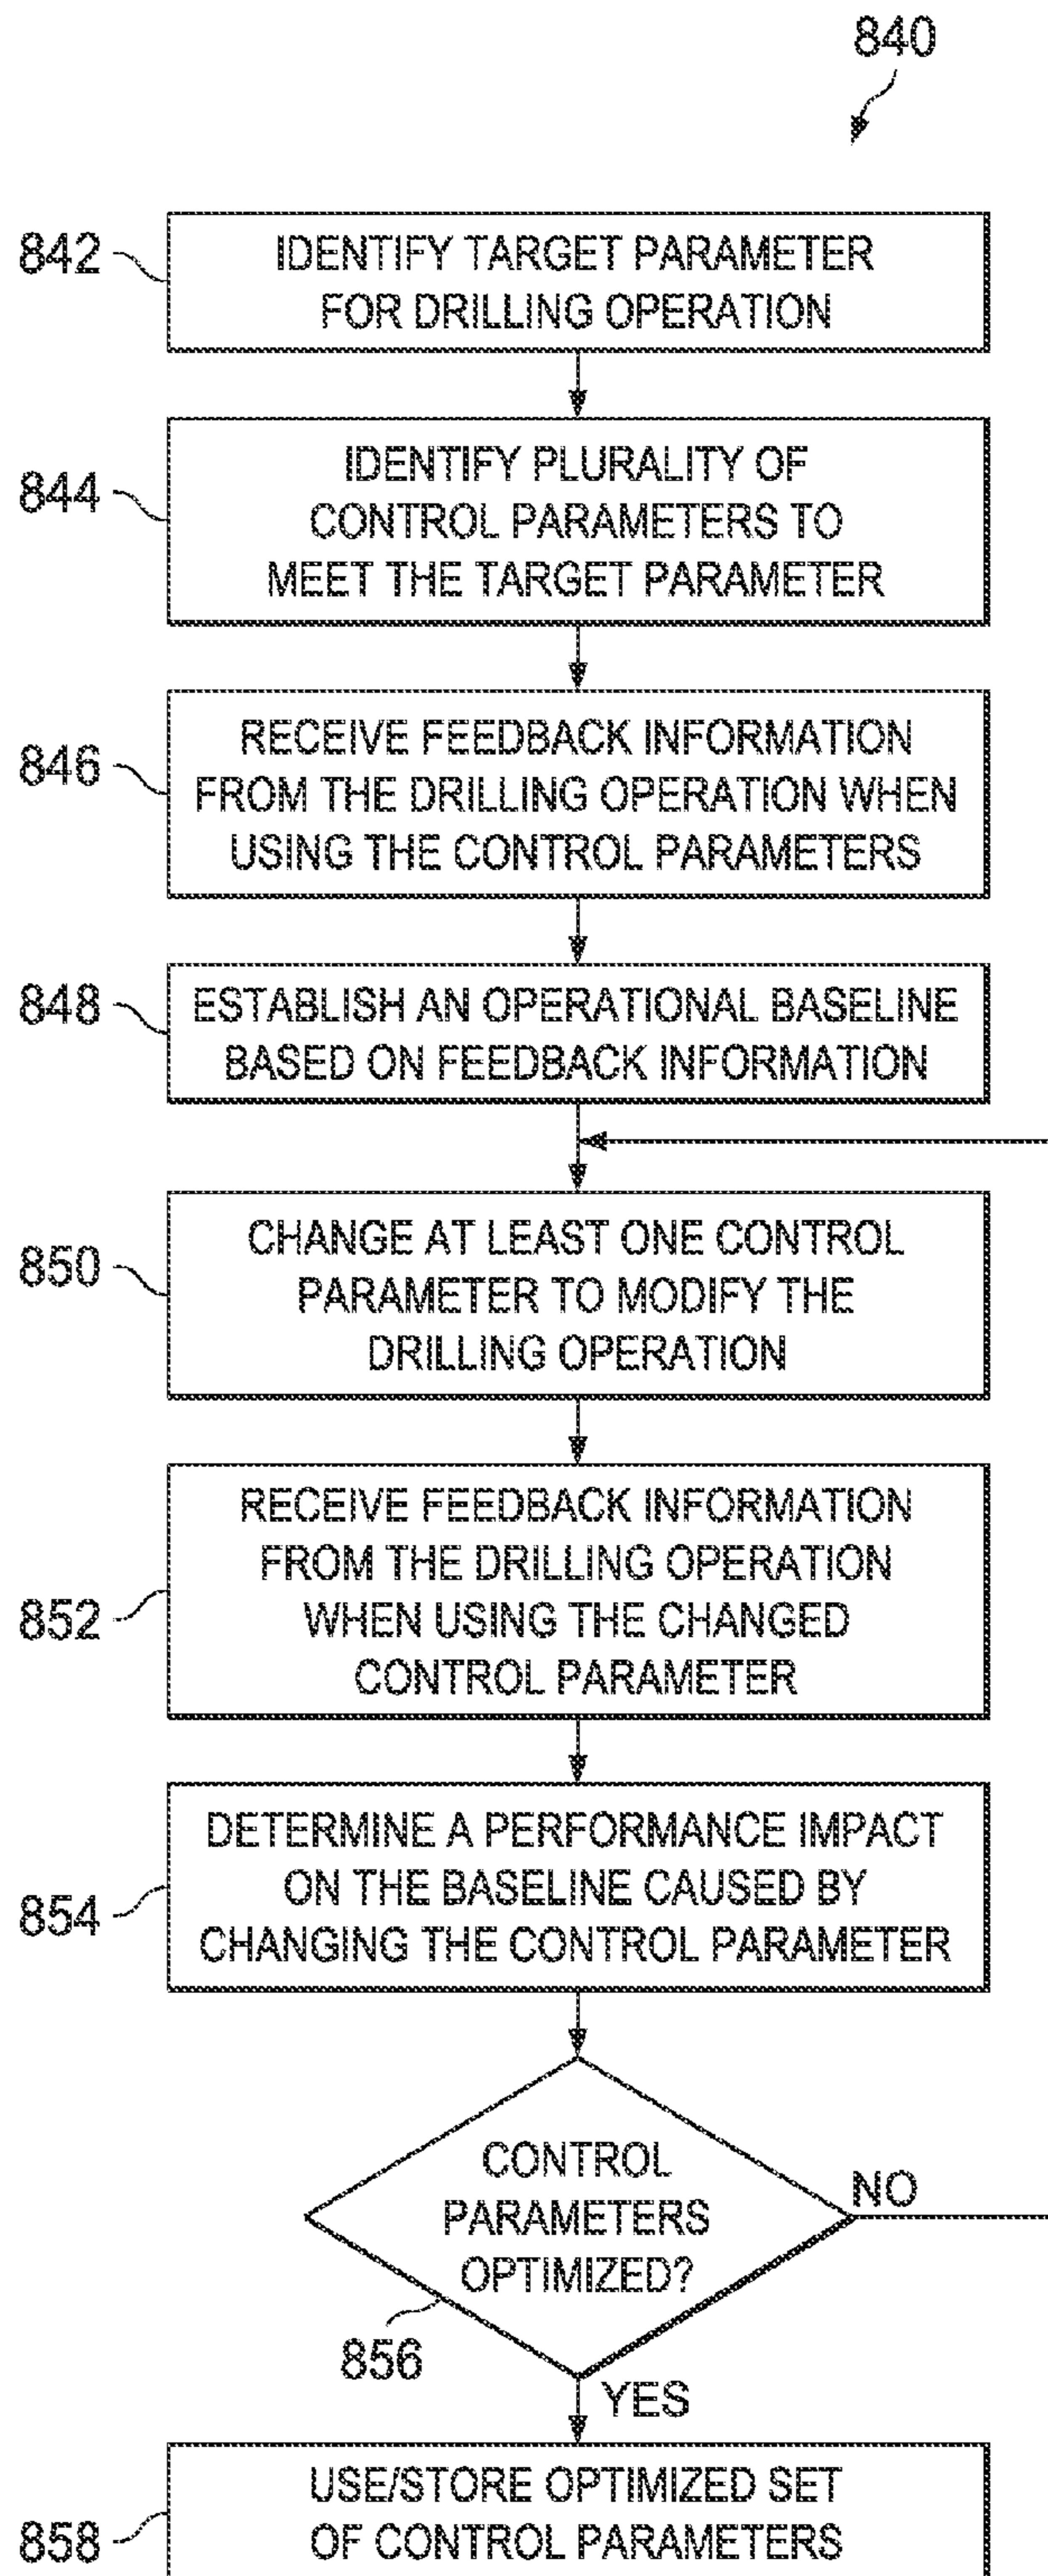 840
842
IDENTIFY TARGET PARAMETER
FOR DRILLING OPERATION
844
IDENTIFY PLURALITY OF
CONTROL PARAMETERS TO
MEET THE TARGET PARAMETER
846
RECEIVE FEEDBACK INFORMATION
FROM THE DRILLING OPERATION WHEN
USING THE CONTROL PARAMETERS
848
ESTABLISH AN OPERATIONAL BASELINE
BASED ON FEEDBACK INFORMATION
850
CHANGE AT LEAST ONE CONTROL
PARAMETER TO MODIFY THE
DRILLING OPERATION
852
RECEIVE FEEDBACK INFORMATION
FROM THE DRILLING OPERATION
WHEN USING THE CHANGED
CONTROL PARAMETER
854
DETERMINE A PERFORMANCE IMPACT
ON THE BASELINE CAUSED BY
CHANGING THE CONTROL PARAMETER
CONTROL
PARAMETERS
OPTIMIZED?
NO
856
YES
858
USE/STORE OPTIMIZED SET
OF CONTROL PARAMETERS